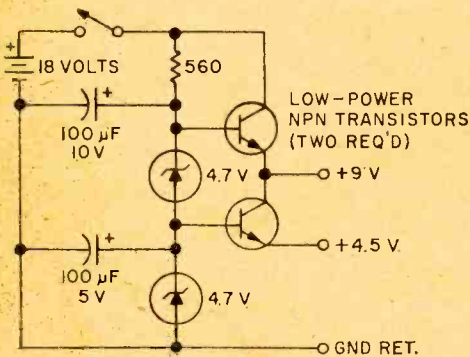 +
18 VOLTS
560
+
100 µF
10 V
LOW-POWER
NPN TRANSISTORS
(TWO REQ'D)
4.7 V
+9 V
+4.5 V
+
100 µF
5 V
4.7 V
GND RET.